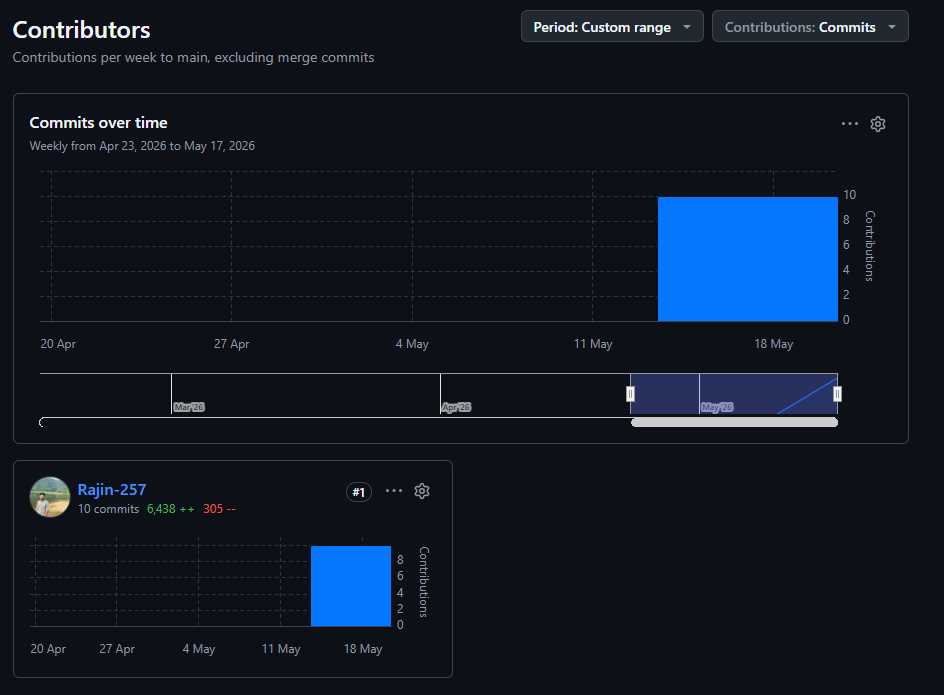 Contributors
Period: Custom range
Contributions: Commits
Contributions per week to main, excluding merge commits
Commits over time
Weekly from Apr 23, 2026 to May 17, 2026
10
8
6
4
2
0
Contributions
20 Apr
27 Apr
4 May
11 May
18 May
Mar'26
Apr'26
May'26
Rajin-257
#1
10 commits 6,438 ++ 305 --
8
6
4
2
0
Contributions
20 Apr
27 Apr
4 May
11 May
18 May